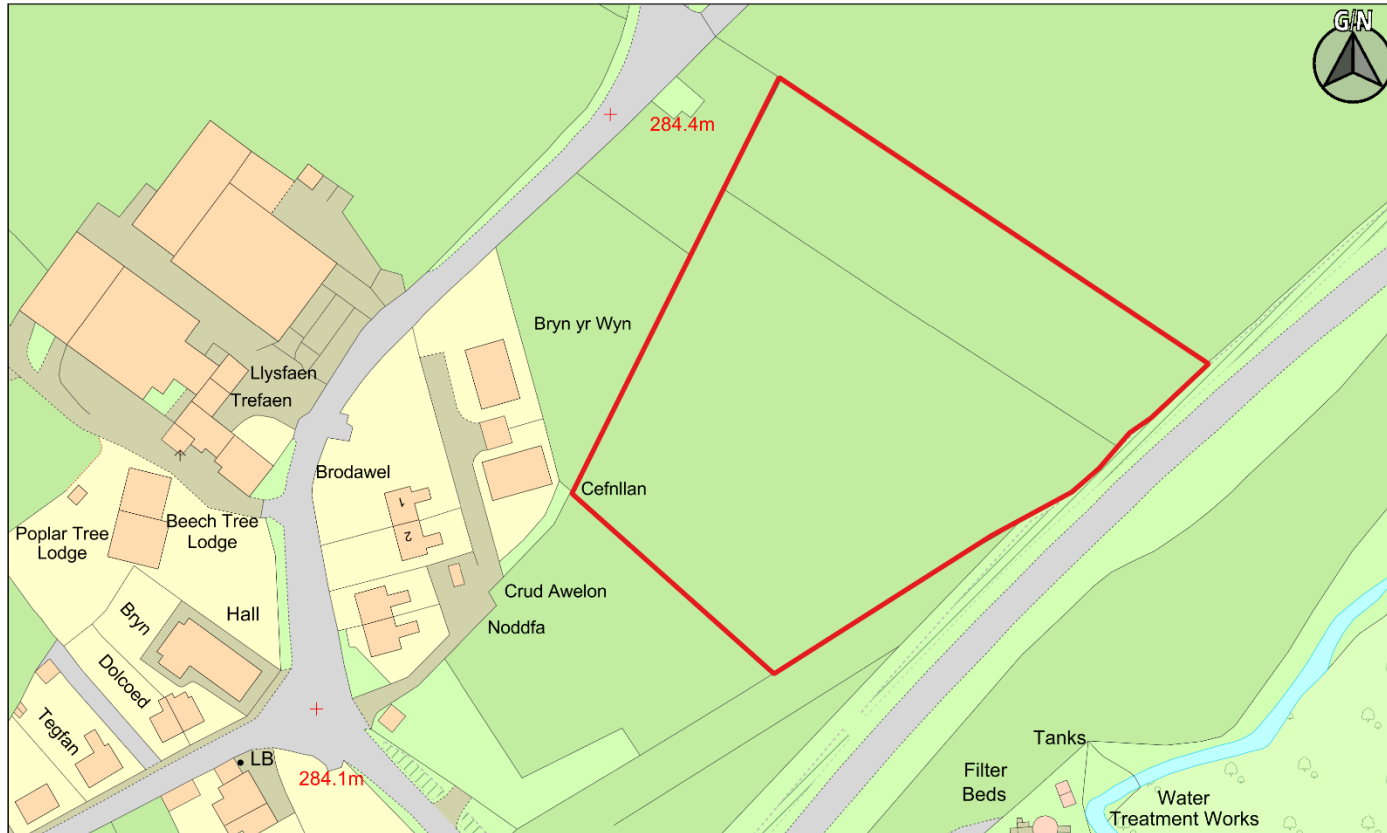 G/N
284.4m
Bryn yr Wyn
Llysfaen
Trefaen
Brodawel
Cefnllan
1
2
Poplar Tree
Lodge
Beech Tree
Lodge
Crud Awelon
Noddfa
Bryn
Hall
Dolcoed
Tegfan
LB
284.1m
Tanks
Filter
Beds
Water
Treatment Works